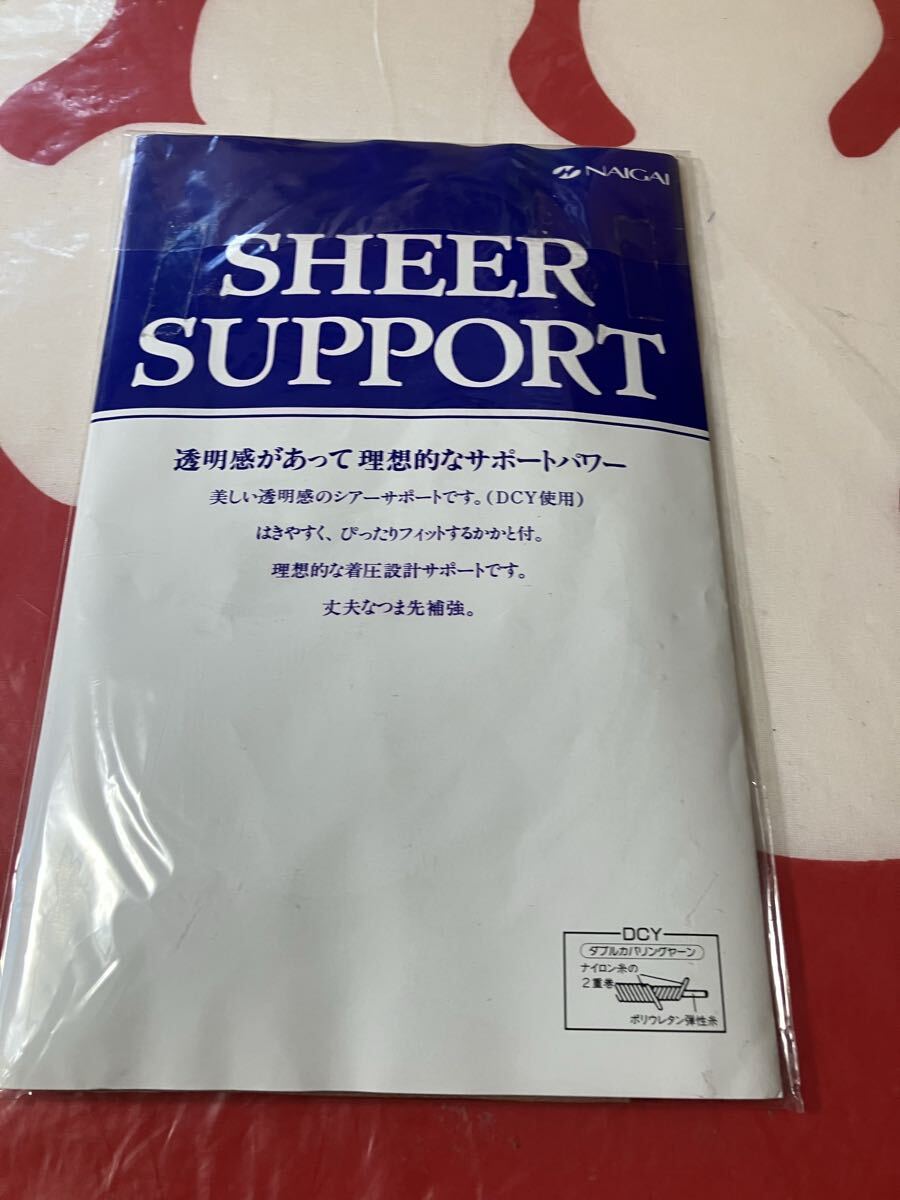 NAIGAI
SHEER
SUPPORT
透明感があって理想的なサポートパワー
美しい透明感のシアーサポートです。(DCY使用)
はきやすく、ぴったりフィットするかかと付。
理想的な着圧設計サポートです。
丈夫なつま先補強。
DCY
ダブルカバリングヤーン
ナイロン糸の
2重巻
ポリウレタン弾性糸